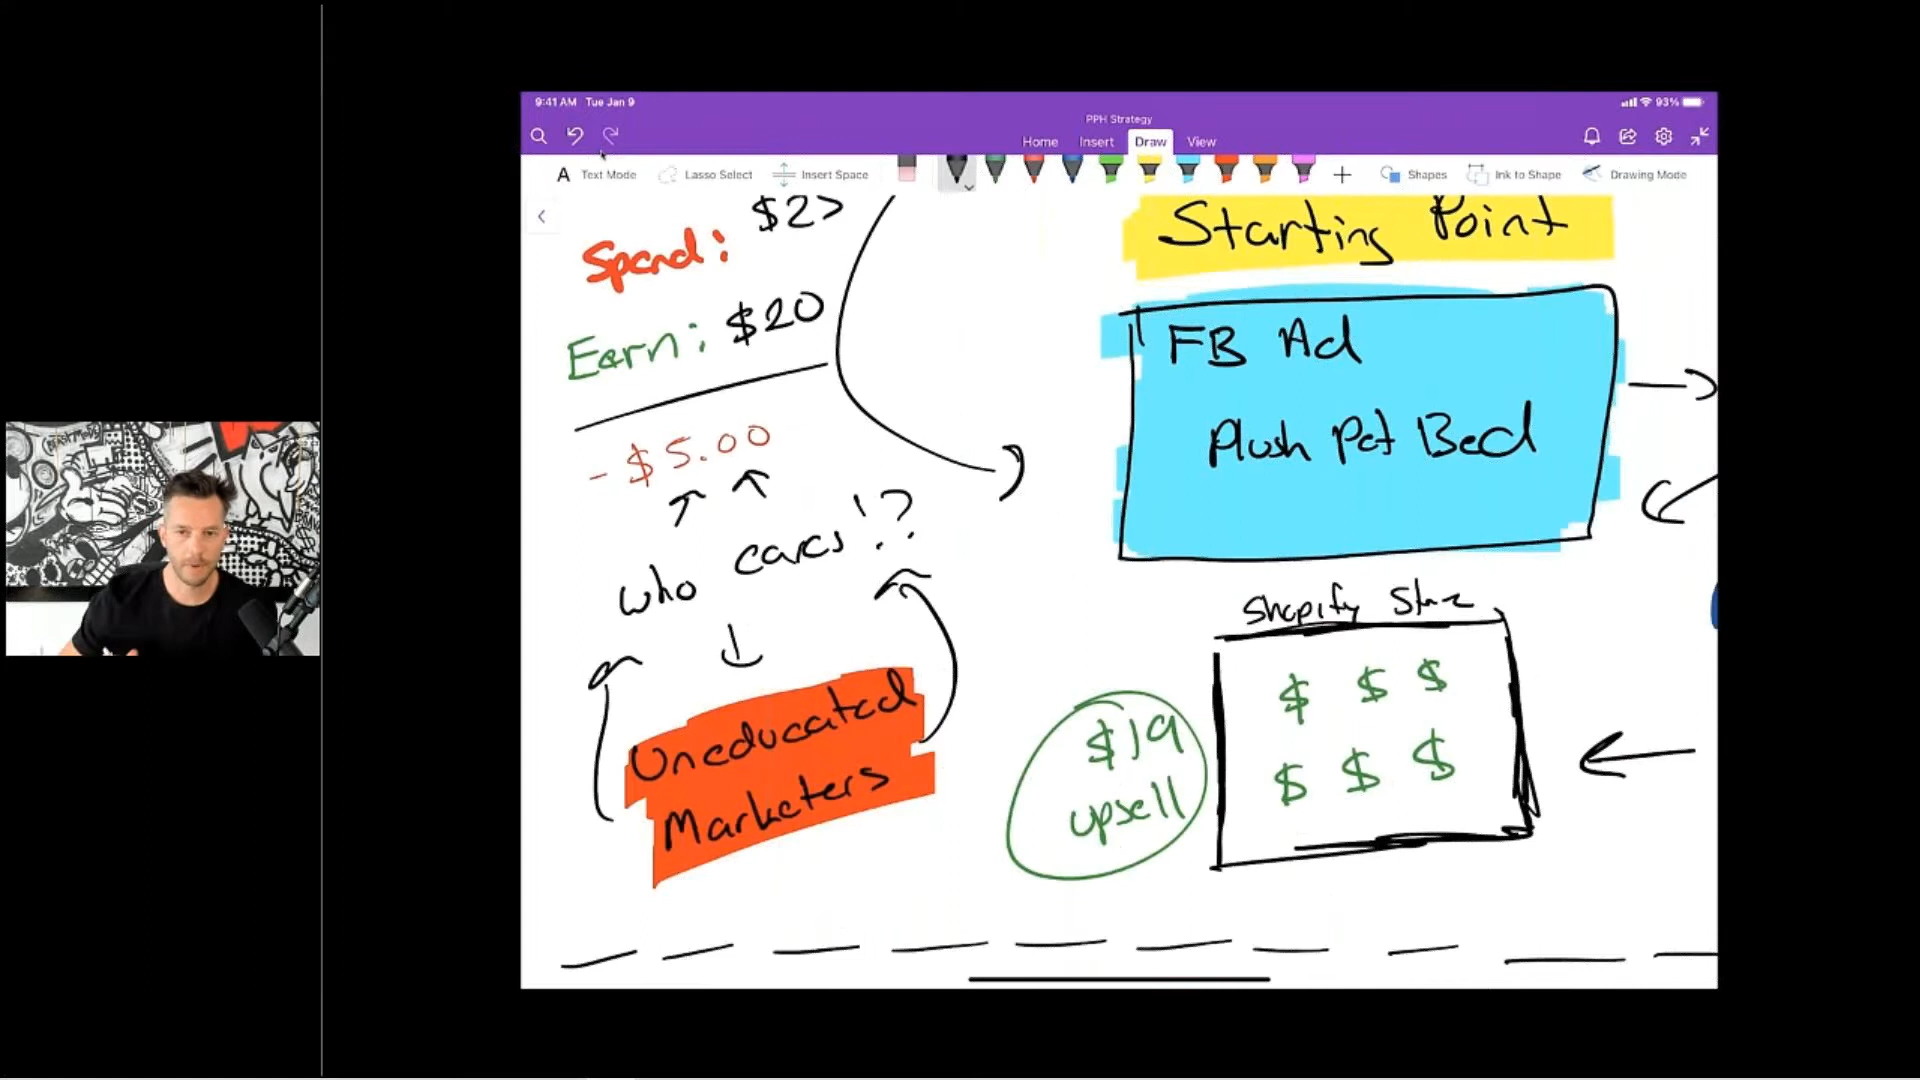 9:41 AM Tue Jan 9
93%
PPH Strategy
Home Insert Draw View
A Text Mode Lasso Select Insert Space Shapes Ink to Shape Drawing Mode
Spend:
Earn: $20
- $5.00
who cares!?
Uneducated
Marketers
Starting Point
FB Ad
Plush Pet Bed
Shopify Store
$ $ $
$ $ $
$19
upsell